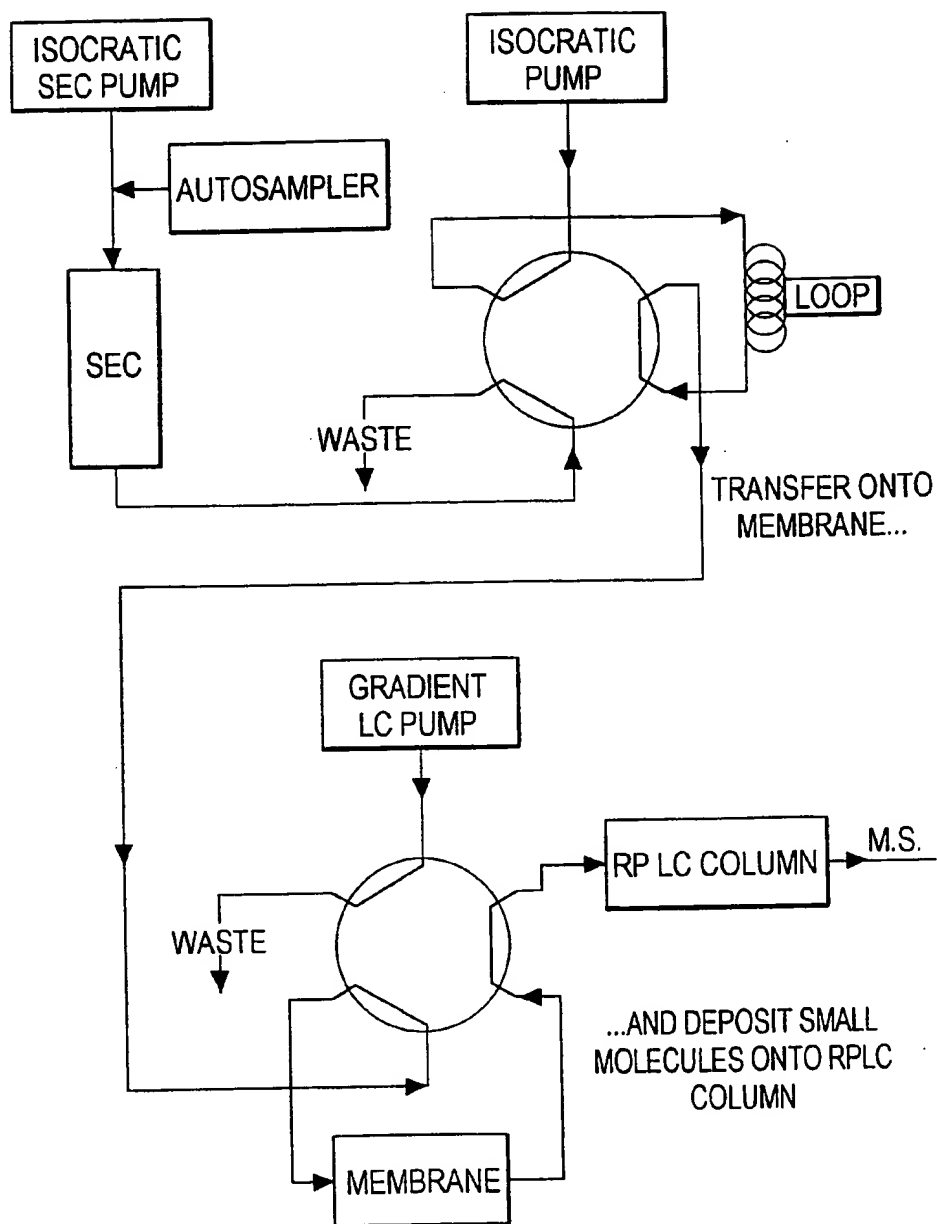 ISOCRATIC
SEC PUMP
ISOCRATIC
PUMP
AUTOSAMPLER
SEC
LOOP
WASTE
TRANSFER ONTO
MEMBRANE...
GRADIENT
LC PUMP
RP LC COLUMN
M.S.
WASTE
...AND DEPOSIT SMALL
MOLECULES ONTO RPLC
COLUMN
MEMBRANE